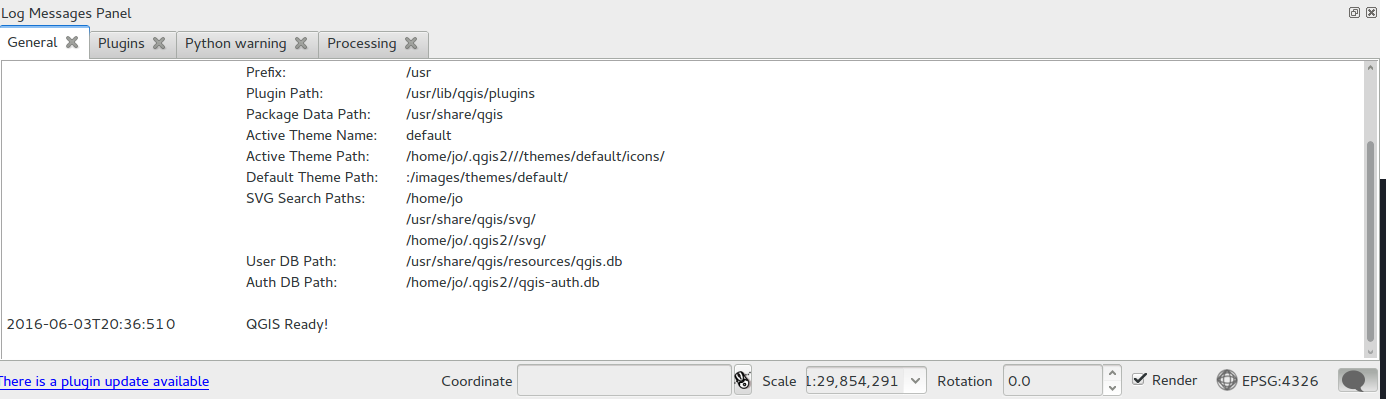 Log Messages Panel
General Plugins Python warning Processing
Prefix: /usr
Plugin Path: /usr/lib/qgis/plugins
Package Data Path: /usr/share/qgis
Active Theme Name: default
Active Theme Path: /home/jo/.qgis2///themes/default/icons/
Default Theme Path: :/images/themes/default/
SVG Search Paths: /home/jo
/usr/share/qgis/svg/
/home/jo/.qgis2//svg/
User DB Path: /usr/share/qgis/resources/qgis.db
Auth DB Path: /home/jo/.qgis2//qgis-auth.db
2016-06-03T20:36:51 0 QGIS Ready!
There is a plugin update available Coordinate Scale 1:29,854,291 Rotation 0.0 Render EPSG:4326